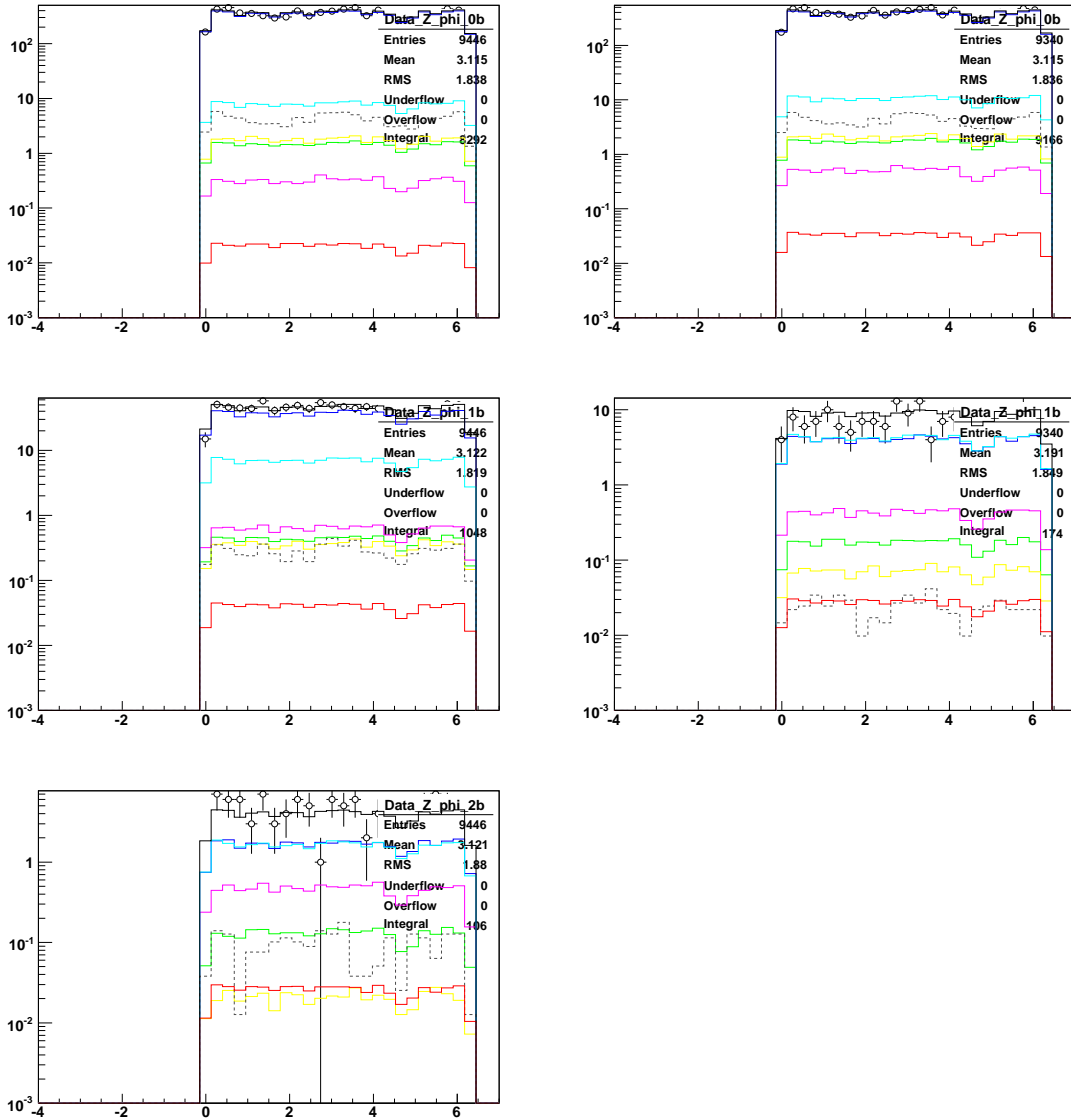 Data_Z_phi_0b
Entries 9446
Mean 3.115
RMS 1.838
Underflow 0
Overflow 0
Integral 8292
10²
10
1
10⁻¹
10⁻²
10⁻³
-4 -2 0 2 4 6
Data_Z_phi_0b
Entries 9340
Mean 3.115
RMS 1.836
Underflow 0
Overflow 0
Integral 9166
10²
10
1
10⁻¹
10⁻²
10⁻³
-4 -2 0 2 4 6
Data_Z_phi_1b
Entries 9446
Mean 3.122
RMS 1.819
Underflow 0
Overflow 0
Integral 1048
10
1
10⁻¹
10⁻²
10⁻³
-4 -2 0 2 4 6
Data_Z_phi_1b
Entries 9340
Mean 3.191
RMS 1.849
Underflow 0
Overflow 0
Integral 174
10
1
10⁻¹
10⁻²
10⁻³
-4 -2 0 2 4 6
Data_Z_phi_2b
Entries 9446
Mean 3.121
RMS 1.88
Underflow 0
Overflow 0
Integral 106
1
10⁻¹
10⁻²
10⁻³
-4 -2 0 2 4 6